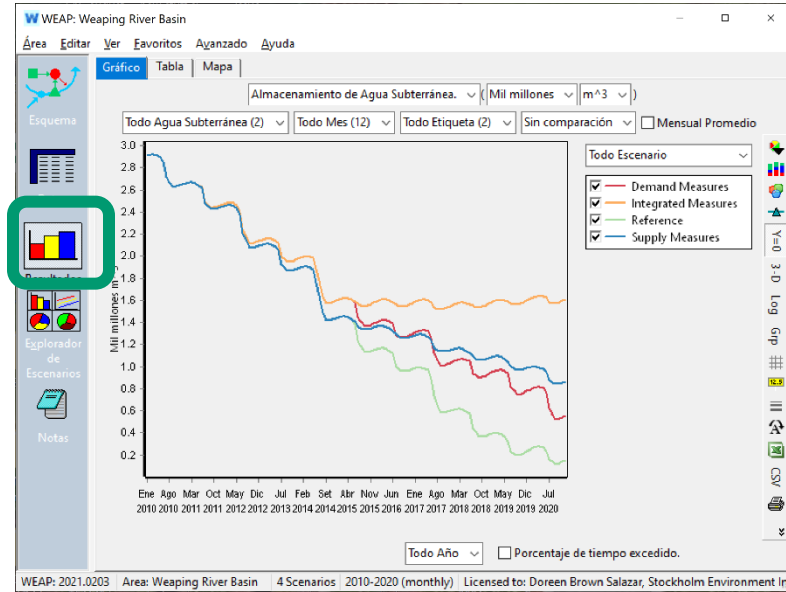 WEAP: Weaping River Basin
Área Editar Ver Favoritos Avanzado Ayuda
Gráfico Tabla Mapa
Almacenamiento de Agua Subterránea. ( Mil millones m^3 )
Todo Agua Subterránea (2) Todo Mes (12) Todo Etiqueta (2) Sin comparación Mensual Promedio
Esquema
Resultados
Explorador
de
Escenarios
Notas
Todo Escenario
Demand Measures
Integrated Measures
Reference
Supply Measures
3.0
2.8
2.6
2.4
2.2
2.0
1.8
1.6
1.4
1.2
1.0
0.8
0.6
0.4
0.2
Ene Ago Mar Oct May Dic Jul Feb Set Abr Nov Jun Ene Ago Mar Oct May Dic Jul
2010 2010 2011 2011 2012 2012 2013 2014 2014 2015 2015 2016 2017 2017 2018 2018 2019 2019 2020
Y=0
3-D
Log
Grp
12.5
CSV
Todo Año Porcentaje de tiempo excedido.
WEAP: 2021.0203 Area: Weaping River Basin 4 Scenarios 2010-2020 (monthly) Licensed to: Doreen Brown Salazar, Stockholm Environment